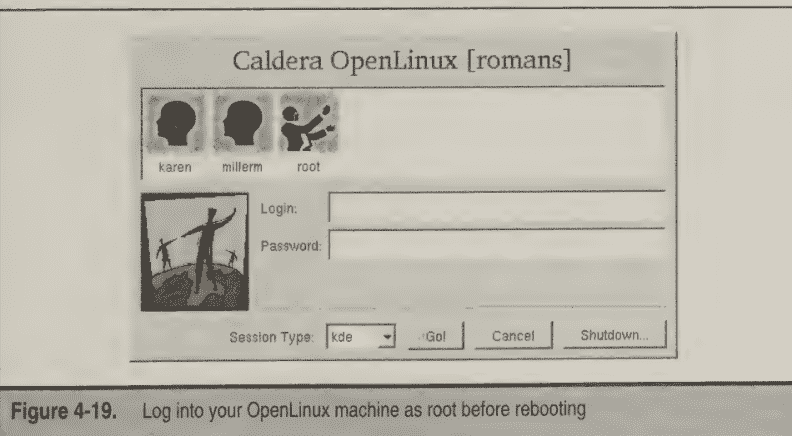 Caldera OpenLinux [romans]
karen millerm root
Login:
Password:
Session Type: kde Go! Cancel Shutdown...
Figure 4-19. Log into your OpenLinux machine as root before rebooting